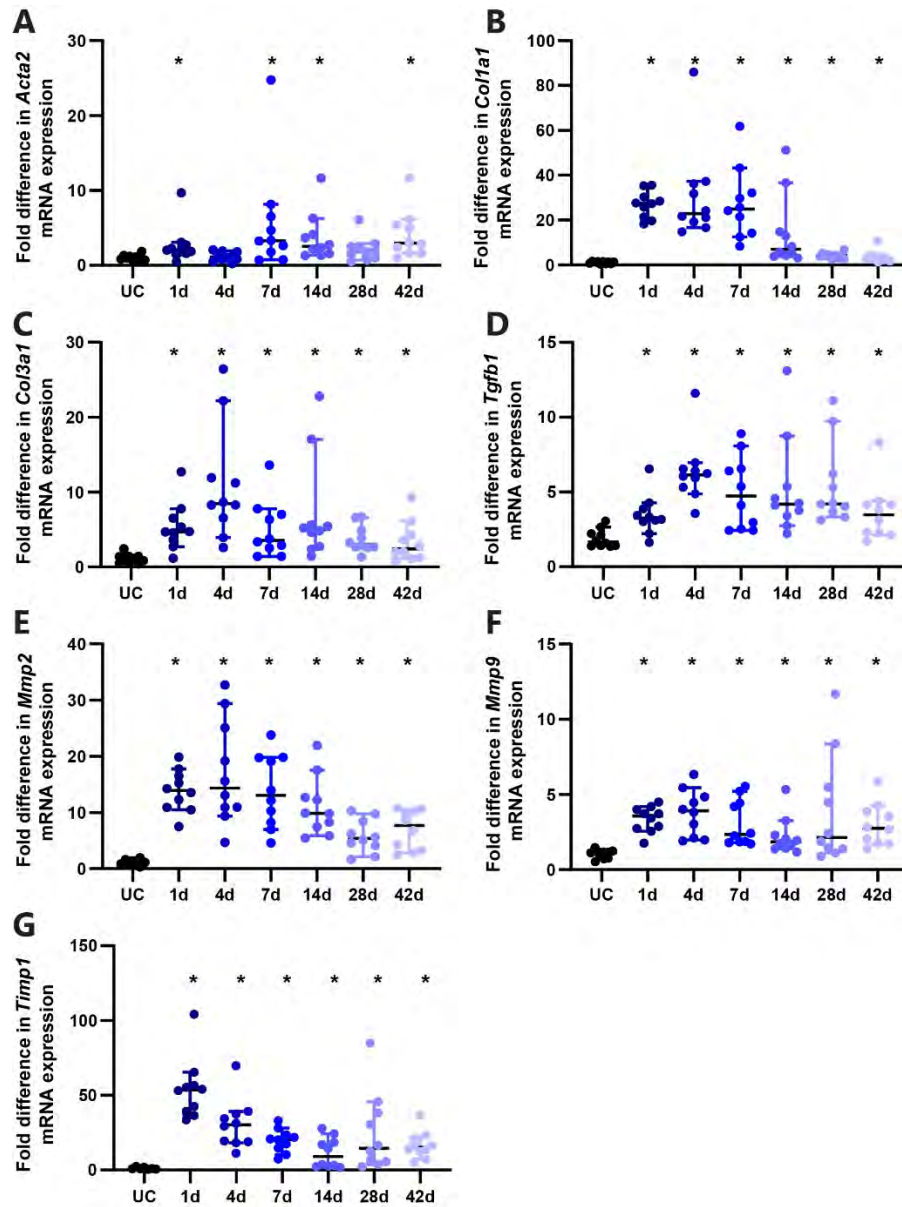 A
Fold difference in Acta2
mRNA expression
30
20
10
0
* * * *
UC 1d 4d 7d 14d 28d 42d
B
Fold difference in Col1a1
mRNA expression
100
80
60
40
20
0
* * * * * *
UC 1d 4d 7d 14d 28d 42d
C
Fold difference in Col3a1
mRNA expression
30
20
10
0
* * * * * *
UC 1d 4d 7d 14d 28d 42d
D
Fold difference in Tgfb1
mRNA expression
15
10
5
0
* * * * * *
UC 1d 4d 7d 14d 28d 42d
E
Fold difference in Mmp2
mRNA expression
40
30
20
10
0
* * * * * *
UC 1d 4d 7d 14d 28d 42d
F
Fold difference in Mmp9
mRNA expression
15
10
5
0
* * * * * *
UC 1d 4d 7d 14d 28d 42d
G
Fold difference in Timp1
mRNA expression
150
100
50
0
* * * * * *
UC 1d 4d 7d 14d 28d 42d